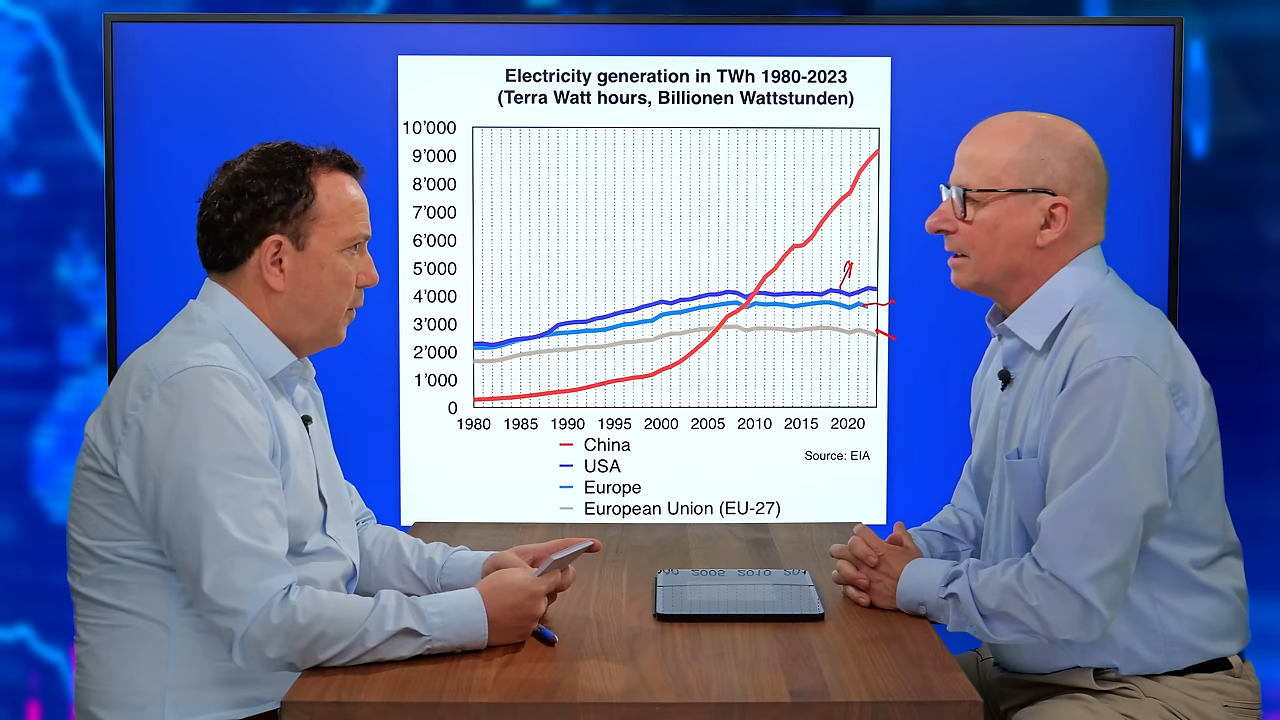 Electricity generation in TWh 1980-2023
(Terra Watt hours, Billionen Wattstunden)
10’000
9’000
8’000
7’000
6’000
5’000
4’000
3’000
2’000
1’000
0
1980 1985 1990 1995 2000 2005 2010 2015 2020
China
USA
Europe
European Union (EU-27)
Source: EIA
2005 2010